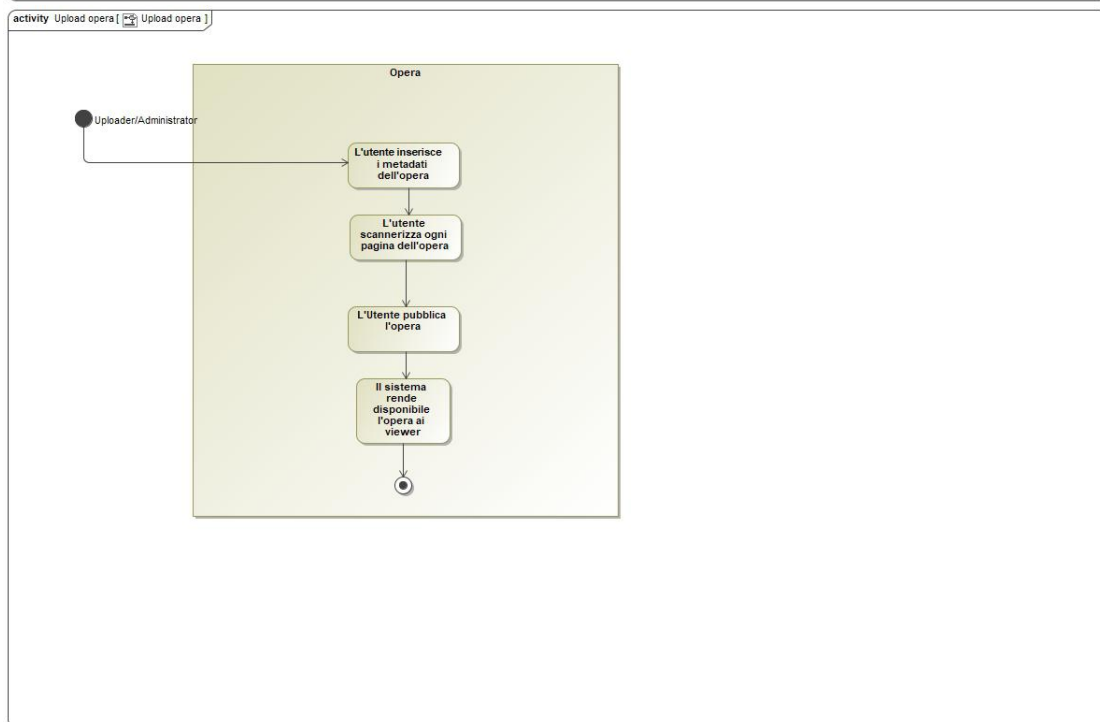 activity Upload opera [ Upload opera ]
Opera
Uploader/Administrator
L'utente inserisce
i metadati
dell'opera
L'utente
scannerizza ogni
pagina dell'opera
L'Utente pubblica
l'opera
Il sistema
rende
disponibile
l'opera ai
viewer